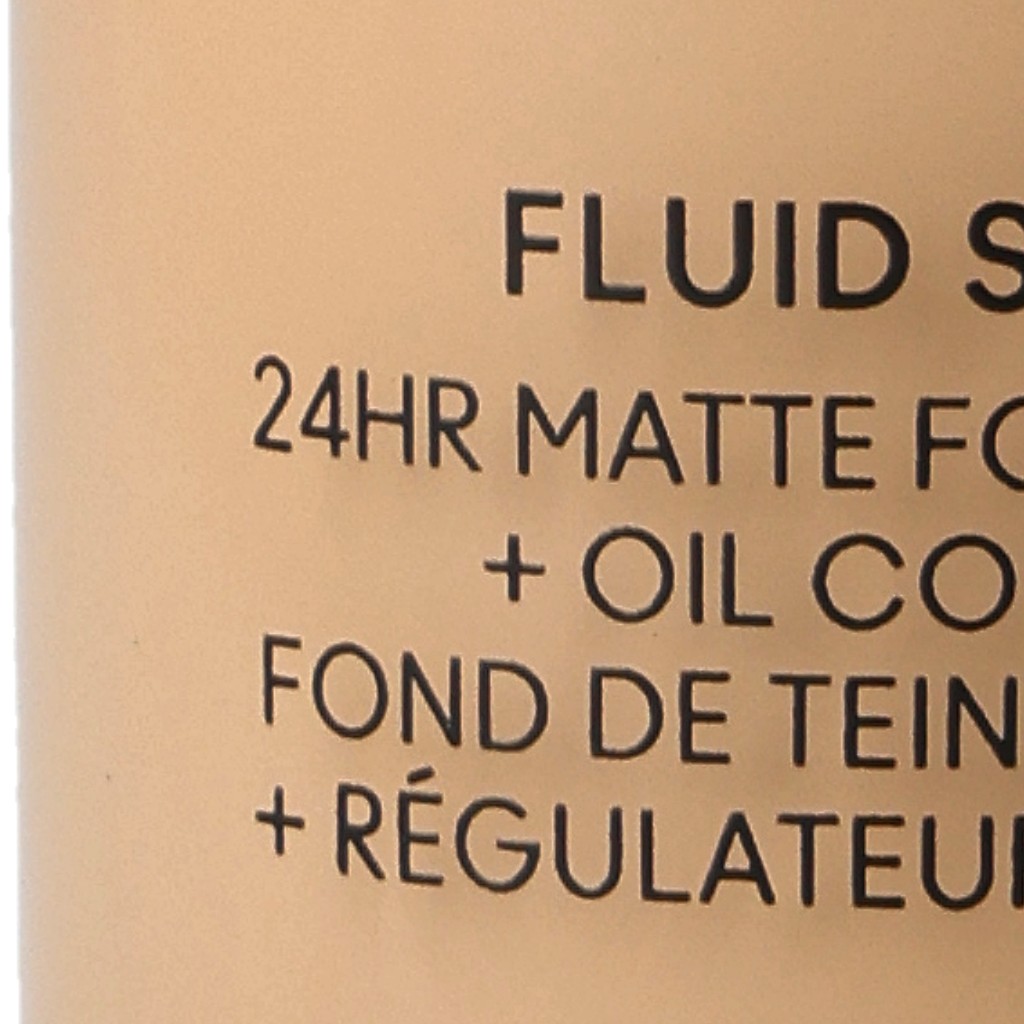 FLUID S
24HR MATTE FO
+ OIL CO
FOND DE TEIN
+ RÉGULATEU